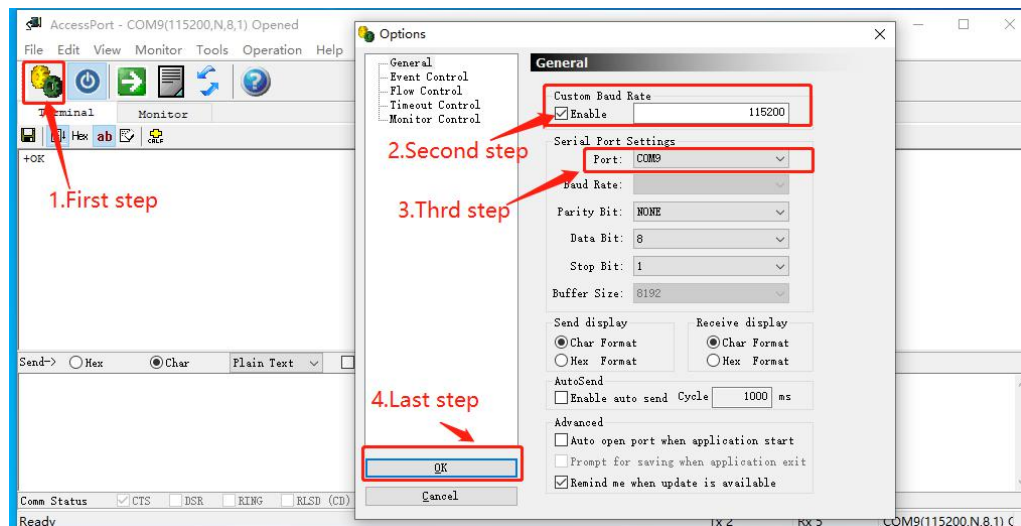 AccessPort - COM9(115200,N,8,1) Opened
File Edit View Monitor Tools Operation Help
Terminal Monitor
Hex ab
+OK
1.First step
Send-> Hex Char Plain Text
Comm Status CTS DSR RING RLSD (CD)
Ready
Tx 2 Rx 5 COM9(115200,N,8,1)
Options
General
Event Control
Flow Control
Timeout Control
Monitor Control
2.Second step
3.Thrd step
4.Last step
OK
Cancel
General
Custom Baud Rate
Enable 115200
Serial Port Settings
Port: COM9
Baud Rate:
Parity Bit: NONE
Data Bit: 8
Stop Bit: 1
Buffer Size: 8192
Send display Receive display
Char Format Char Format
Hex Format Hex Format
AutoSend
Enable auto send Cycle 1000 ms
Advanced
Auto open port when application start
Prompt for saving when application exit
Remind me when update is available